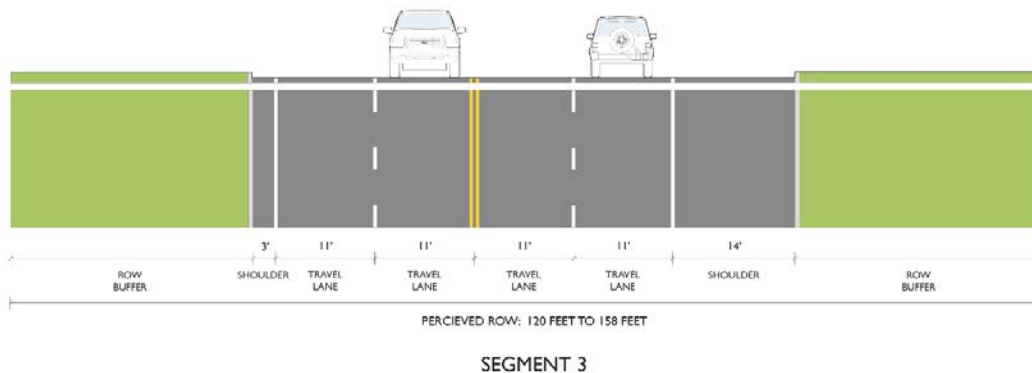 3' 11' 11' 11' 11' 14'
ROW BUFFER
SHOULDER
TRAVEL LANE
TRAVEL LANE
TRAVEL LANE
TRAVEL LANE
SHOULDER
ROW BUFFER
PERCIEVED ROW: 120 FEET TO 158 FEET
SEGMENT 3